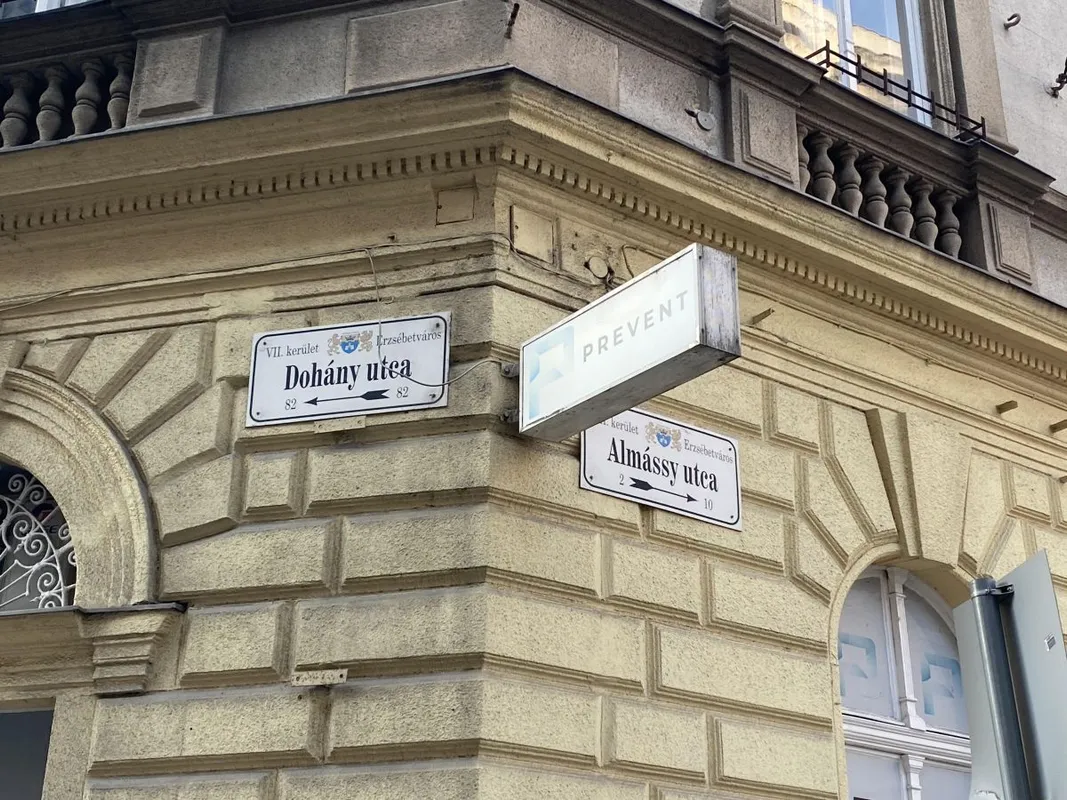 VII. kerület Erzsébetváros
Dohány utca
82 82
PREVENT
kerület Erzsébetváros
Almássy utca
2 10